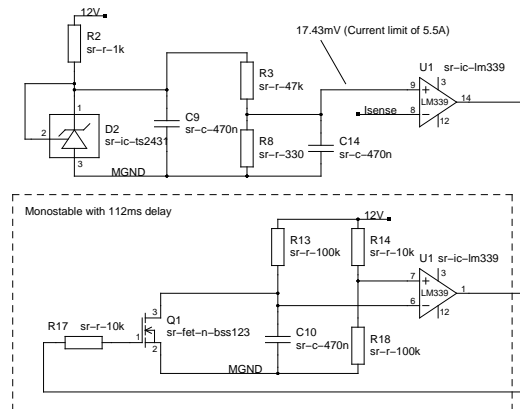 12V
R2
sr-r-1k
17.43mV (Current limit of 5.5A)
R3
sr-r-47k
U1 sr-ic-lm339
3
9
+
LM339
14
8
-
12
Isense
1
2
3
D2
sr-ic-ts2431
C9
sr-c-470n
R8
sr-r-330
C14
sr-c-470n
MGND
Monostable with 112ms delay
12V
R13
sr-r-100k
R14
sr-r-10k
U1 sr-ic-lm339
3
7
+
LM339
1
6
-
12
R17 sr-r-10k
3
1
2
Q1
sr-fet-n-bss123
C10
sr-c-470n
R18
sr-r-100k
MGND